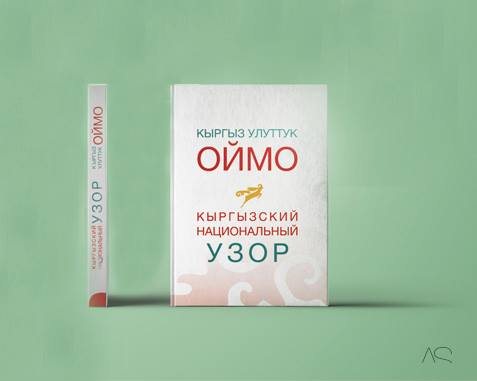 КЫРГЫЗ УЛУТТУК
ОЙМО
КЫРГЫЗСКИЙ
НАЦИОНАЛЬНЫЙ
УЗОР
КЫРГЫЗ
УЛУТТУК
ОЙМО
КЫРГЫЗСКИЙ
НАЦИОНАЛЬНЫЙ
УЗОР